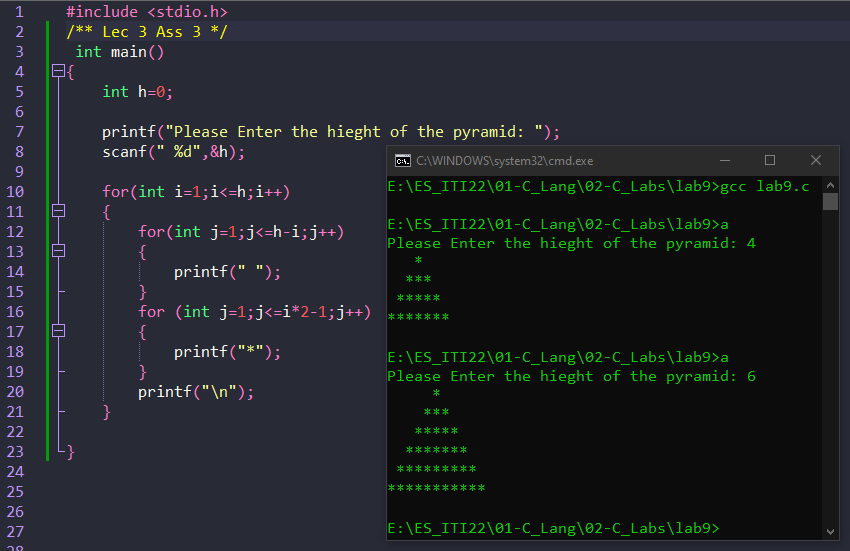 1 #include <stdio.h>
2 /** Lec 3 Ass 3 */
3 int main()
4 {
5 int h=0;
6
7 printf("Please Enter the hieght of the pyramid: ");
8 scanf(" %d",&h);
9
10 for(int i=1;i<=h;i++)
11 {
12 for(int j=1;j<=h-i;j++)
13 {
14 printf(" ");
15 }
16 for (int j=1;j<=i*2-1;j++)
17 {
18 printf("*");
19 }
20 printf("\n");
21 }
22
23 }
24
25
26
27
28
C:\WINDOWS\system32\cmd.exe
E:\ES_ITI22\01-C_Lang\02-C_Labs\lab9>gcc lab9.c
E:\ES_ITI22\01-C_Lang\02-C_Labs\lab9>a
Please Enter the hieght of the pyramid: 4
   *
  ***
 *****
*******
E:\ES_ITI22\01-C_Lang\02-C_Labs\lab9>a
Please Enter the hieght of the pyramid: 6
     *
    ***
   *****
  *******
 *********
***********
E:\ES_ITI22\01-C_Lang\02-C_Labs\lab9>